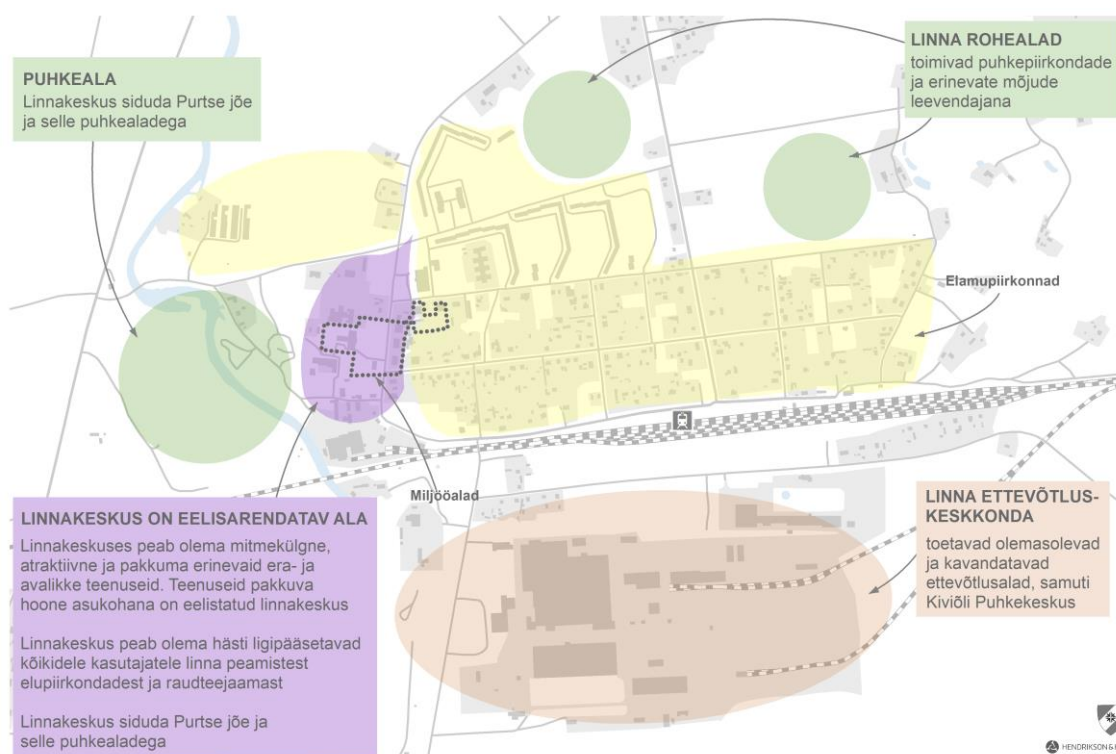 PUHKEALA
Linnakeskus siduda Purtse jõe
ja selle puhkealadega
LINNA ROHEALAD
toimivad puhkepiirkondade
ja erinevate mõjude
leevendajana
Elamupiirkonnad
Miljööalad
LINNAKESKUS ON EELISARENDATAV ALA
Linnakeskuses peab olema mitmekülgne,
atraktiivne ja pakkuma erinevaid era- ja
avalikke teenuseid. Teenuseid pakkuva
hoone asukohana on eelistatud linnakeskus
Linnakeskus peab olema hästi ligipääsetavad
kõikidele kasutajatele linna peamistest
elupiirkondadest ja raudteejaamast
Linnakeskus siduda Purtse jõe ja
selle puhkealadega
LINNA ETTEVÕTLUS-
KESKKONDA
toetavad olemasolevad
ja kavandatavad
ettevõtlusalad, samuti
Kiviõli Puhkekeskus
HENDRIKSON &